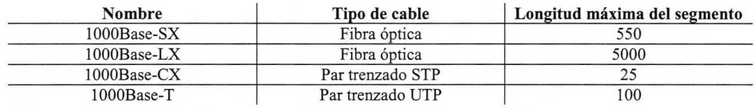 Nombre Tipo de cable Longitud máxima del segmento
1000Base-SX Fibra óptica 550
1000Base-LX Fibra óptica 5000
1000Base-CX Par trenzado STP 25
1000Base-T Par trenzado UTP 100